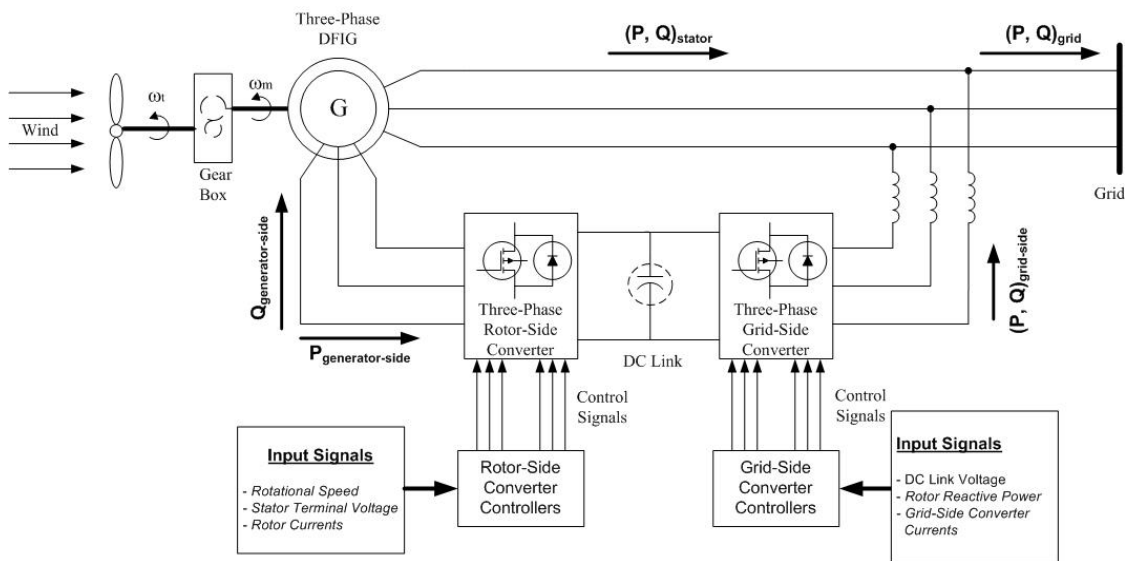 Three-Phase
DFIG
(P, Q)stator
(P, Q)grid
ωt
ωm
G
Wind
Gear
Box
Grid
Qgenerator-side
Pgenerator-side
Three-Phase
Rotor-Side
Converter
DC Link
Three-Phase
Grid-Side
Converter
(P, Q)grid-side
Control
Signals
Control
Signals
Input Signals
- Rotational Speed
- Stator Terminal Voltage
- Rotor Currents
Rotor-Side
Converter
Controllers
Grid-Side
Converter
Controllers
Input Signals
- DC Link Voltage
- Rotor Reactive Power
- Grid-Side Converter
Currents